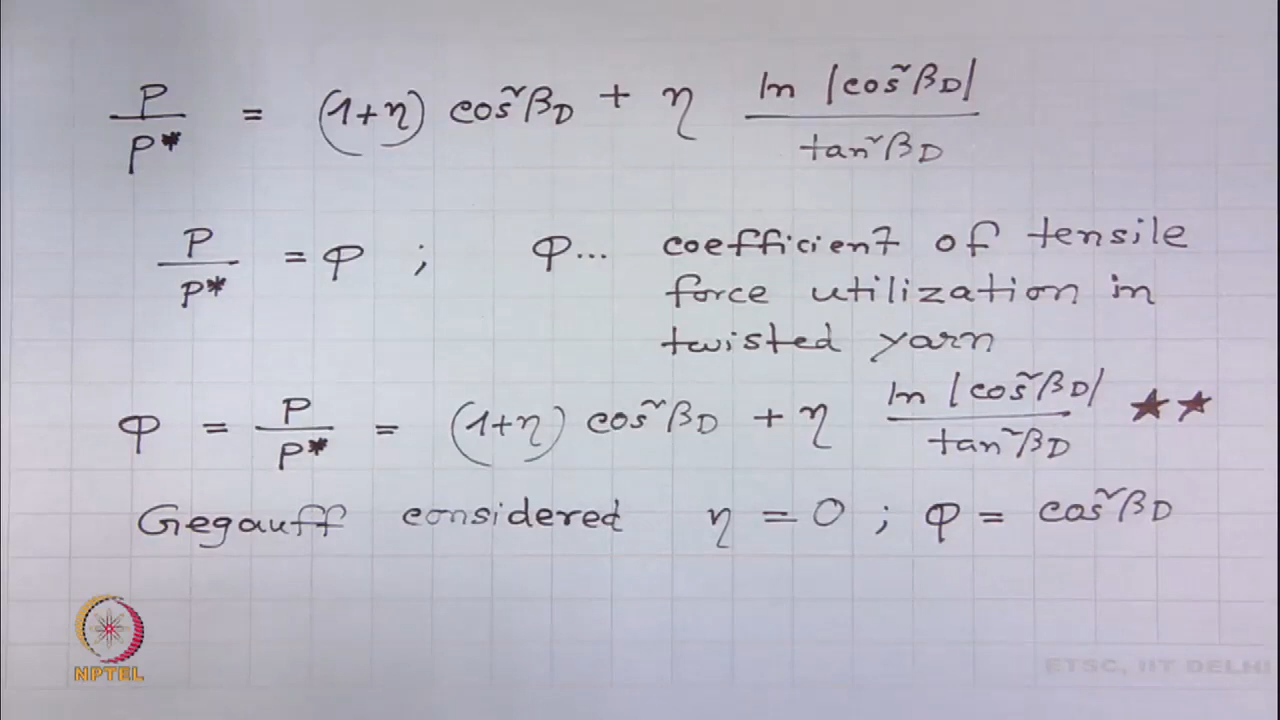 P/P* = (1+η) cos²β_D + η ln |cos²β_D| / tan²β_D
P/P* = φ ; φ... coefficient of tensile
force utilization in
twisted yarn
φ = P/P* = (1+η) cos²β_D + η ln |cos²β_D| / tan²β_D ★★
Gegauff considered η = 0 ; φ = cos²β_D
NPTEL
ETSC, IIT DELHI